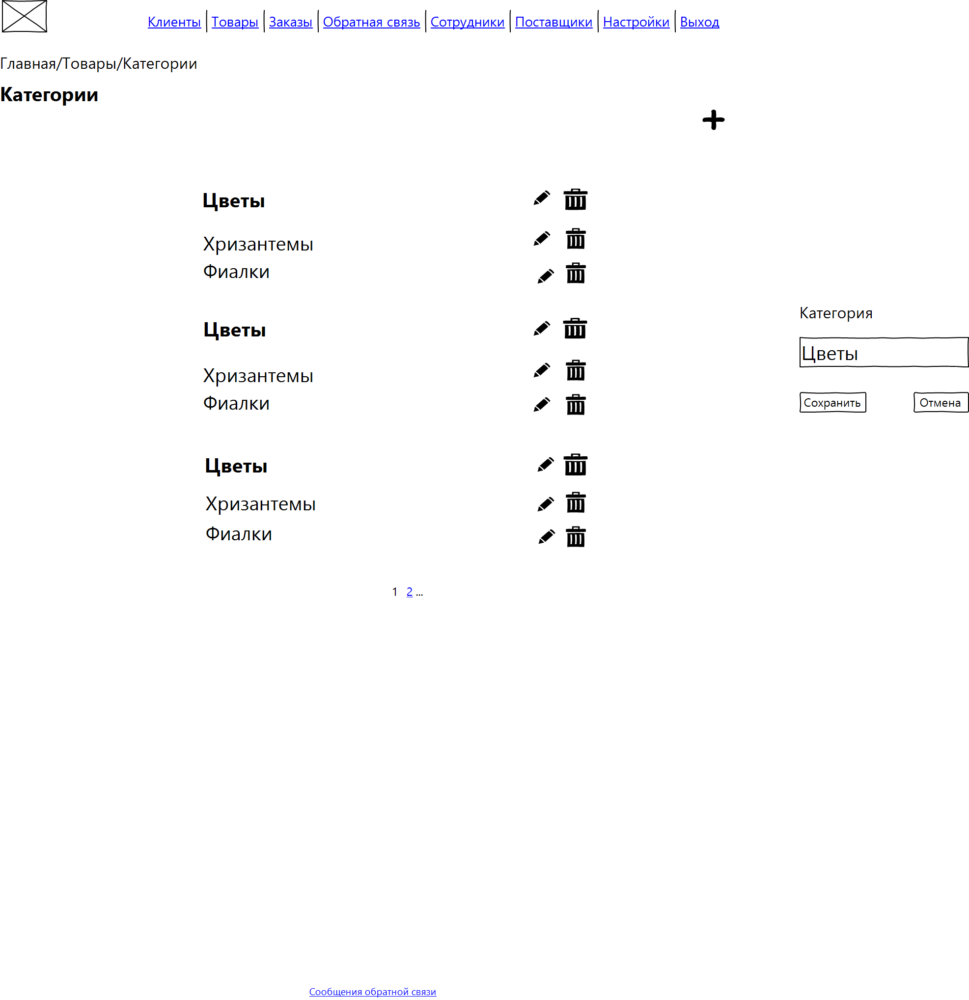 Клиенты Товары Заказы Обратная связь Сотрудники Поставщики Настройки Выход
Главная/Товары/Категории
Категории
Цветы
Хризантемы
Фиалки
Цветы
Хризантемы
Фиалки
Цветы
Хризантемы
Фиалки
1 2 ...
Категория
Цветы
Сохранить Отмена
Сообщения обратной связи